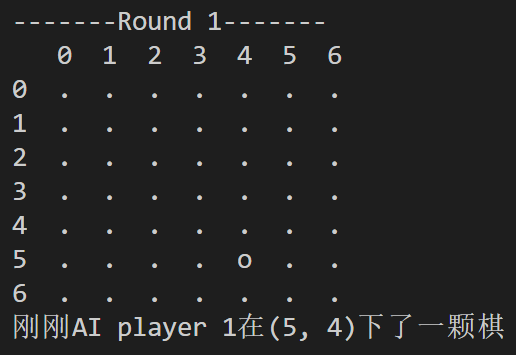 -------Round 1-------
   0  1  2  3  4  5  6
0  .  .  .  .  .  .  .
1  .  .  .  .  .  .  .
2  .  .  .  .  .  .  .
3  .  .  .  .  .  .  .
4  .  .  .  .  .  .  .
5  .  .  .  .  o  .  .
6  .  .  .  .  .  .  .
刚刚AI player 1在(5, 4)下了一颗棋